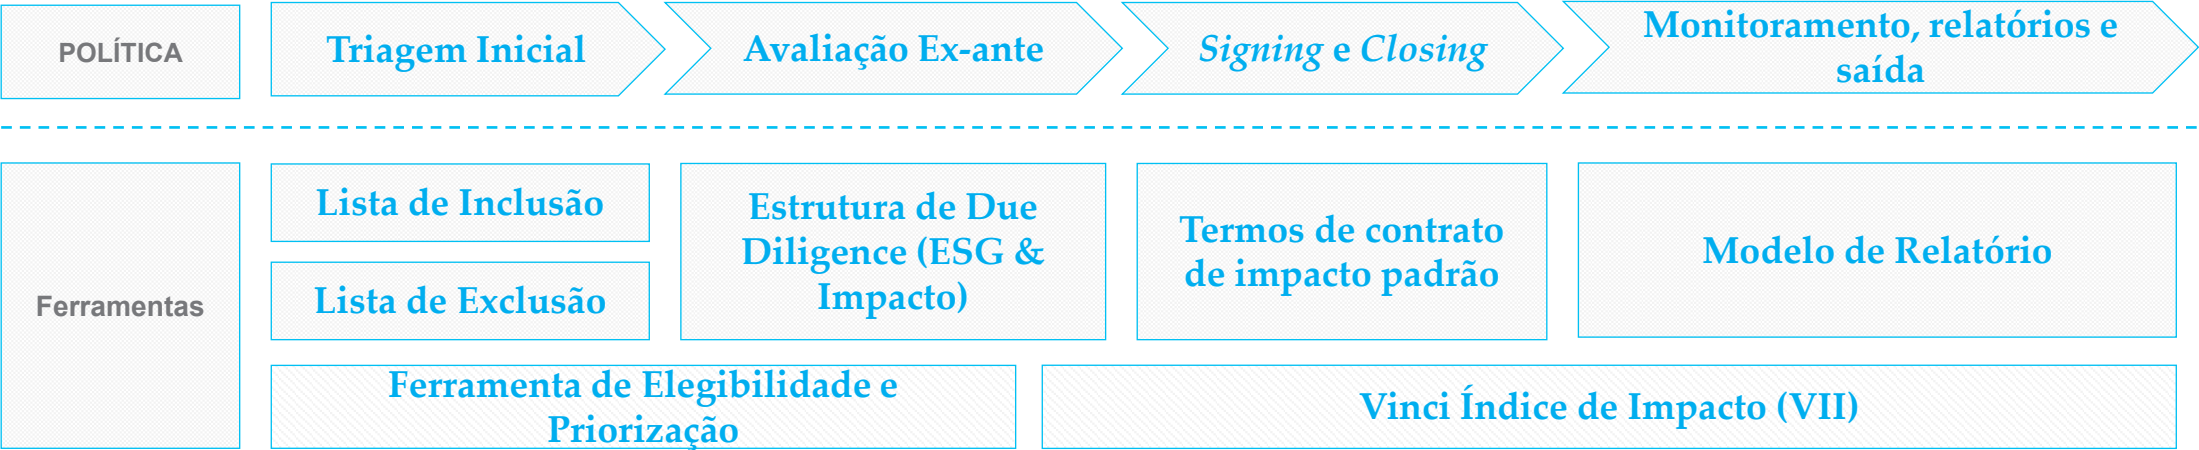 POLÍTICA
Triagem Inicial
Avaliação Ex-ante
Signing e Closing
Monitoramento, relatórios e
saída
Ferramentas
Lista de Inclusão
Lista de Exclusão
Estrutura de Due
Diligence (ESG &
Impacto)
Termos de contrato
de impacto padrão
Modelo de Relatório
Ferramenta de Elegibilidade e
Priorização
Vinci Índice de Impacto (VII)